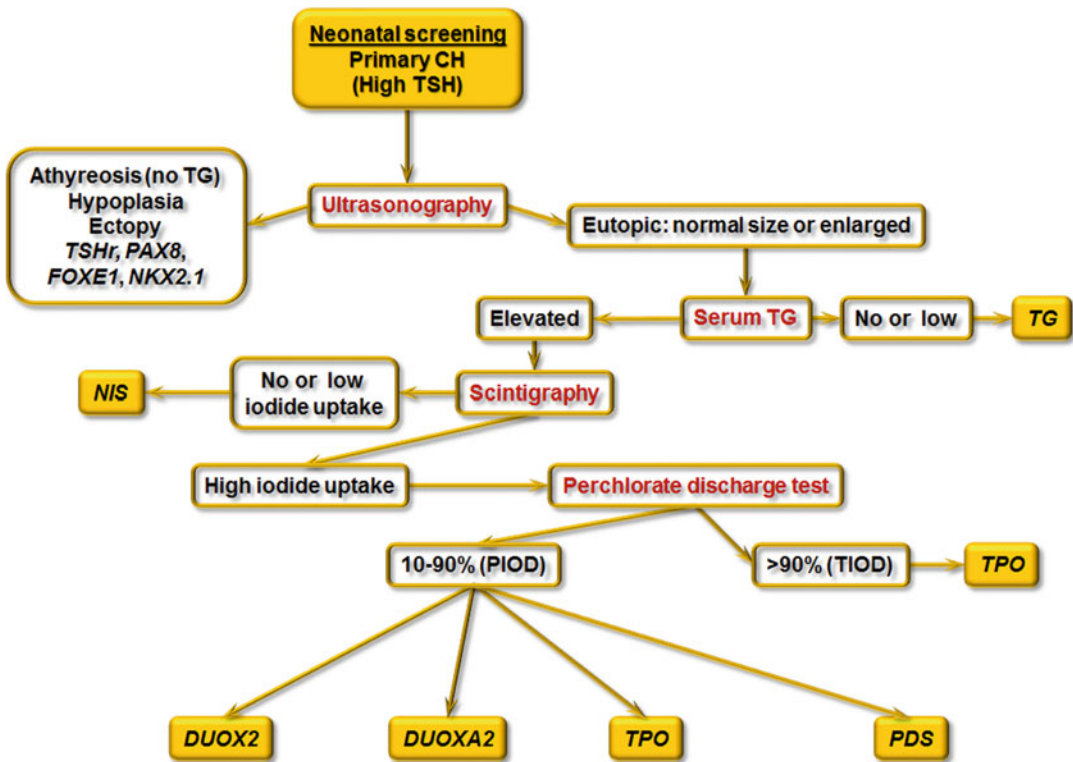 Neonatal screening
Primary CH
(High TSH)
Athyreosis (no TG)
Hypoplasia
Ectopy
TSHr, PAX8,
FOXE1, NKX2.1
Ultrasonography
Eutopic: normal size or enlarged
Elevated
Serum TG
No or low
TG
NIS
No or low
iodide uptake
Scintigraphy
High iodide uptake
Perchlorate discharge test
10-90% (PIOD)
>90% (TIOD)
TPO
DUOX2
DUOXA2
TPO
PDS